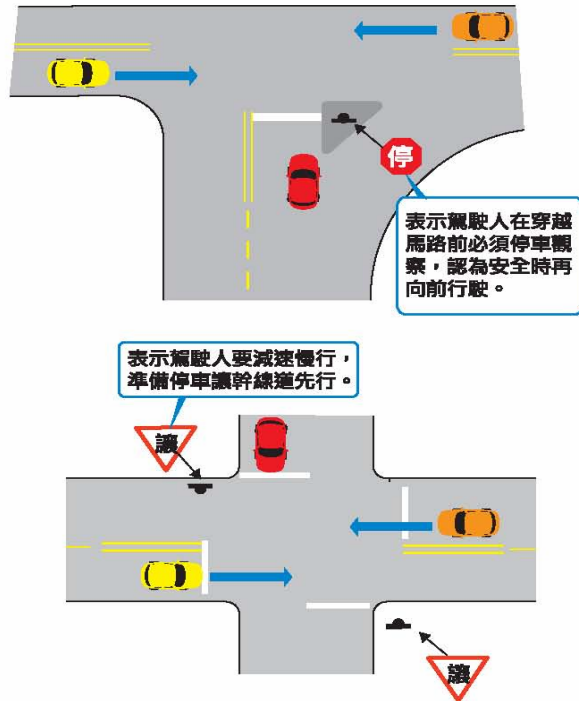 停
表示駕駛人在穿越
馬路前必須停車觀
察，認為安全時再
向前行駛。
表示駕駛人要減速慢行，
準備停車讓幹線道先行。
讓
讓